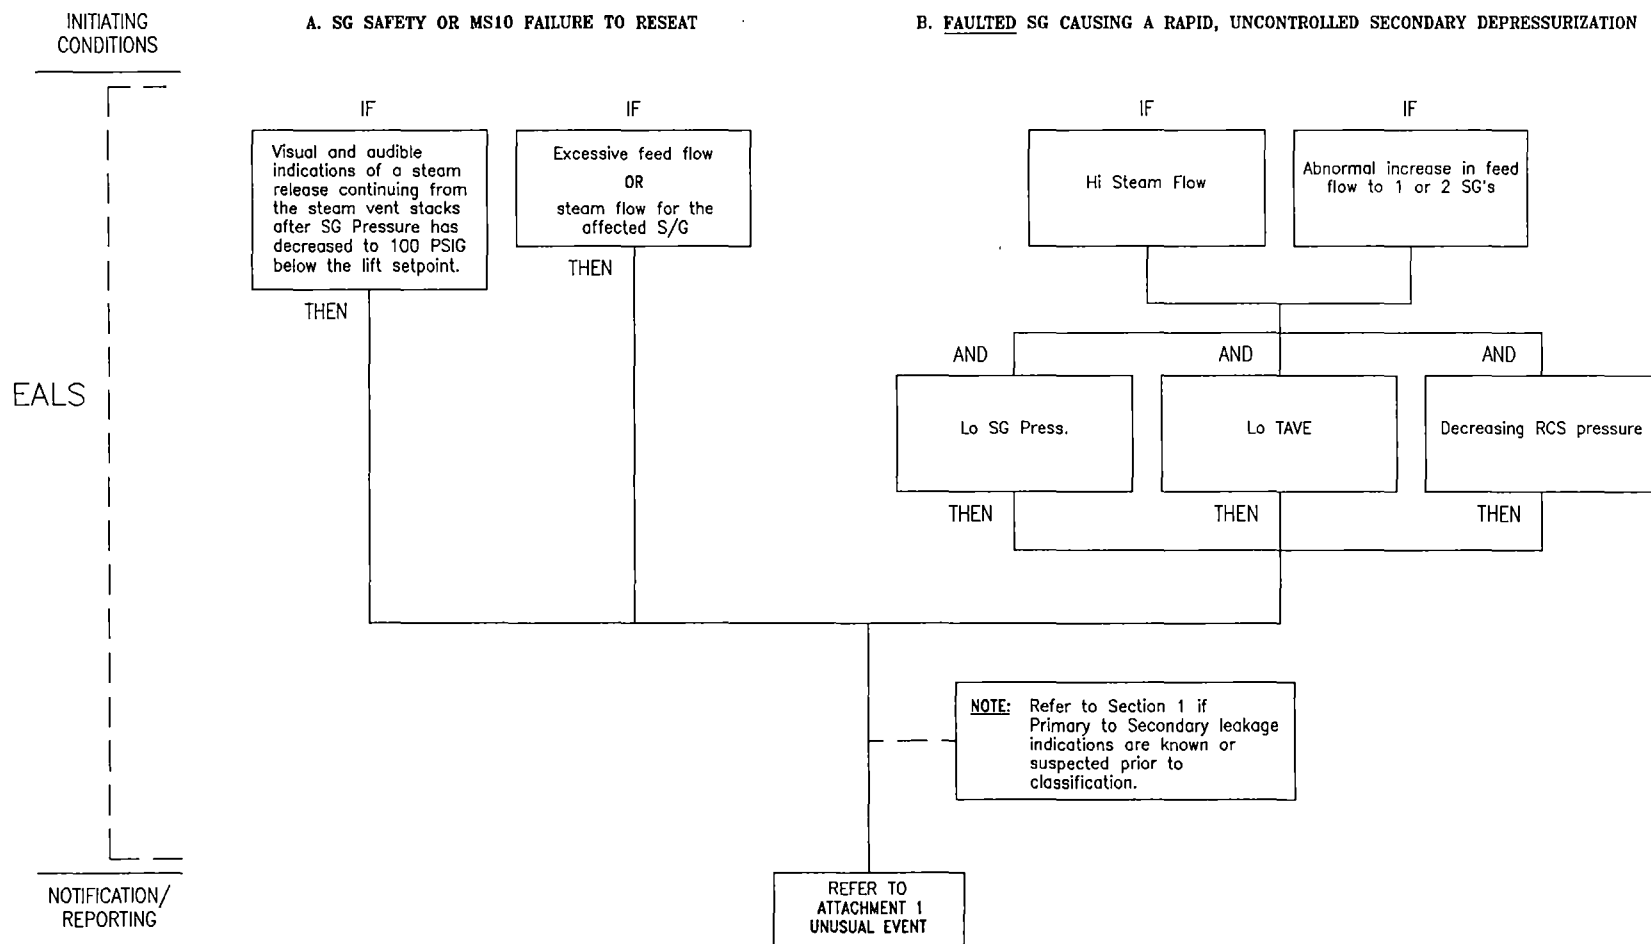 INITIATING
CONDITIONS
A. SG SAFETY OR MS10 FAILURE TO RESEAT
B. FAULTED SG CAUSING A RAPID, UNCONTROLLED SECONDARY DEPRESSURIZATION
EALS
IF
Visual and audible
indications of a steam
release continuing from
the steam vent stacks
after SG Pressure has
decreased to 100 PSIG
below the lift setpoint.
THEN
IF
Excessive feed flow
OR
steam flow for the
affected S/G
THEN
IF
Hi Steam Flow
IF
Abnormal increase in feed
flow to 1 or 2 SG's
AND
Lo SG Press.
THEN
AND
Lo TAVE
THEN
AND
Decreasing RCS pressure
THEN
NOTE: Refer to Section 1 if
Primary to Secondary leakage
indications are known or
suspected prior to
classification.
NOTIFICATION/
REPORTING
REFER TO
ATTACHMENT 1
UNUSUAL EVENT